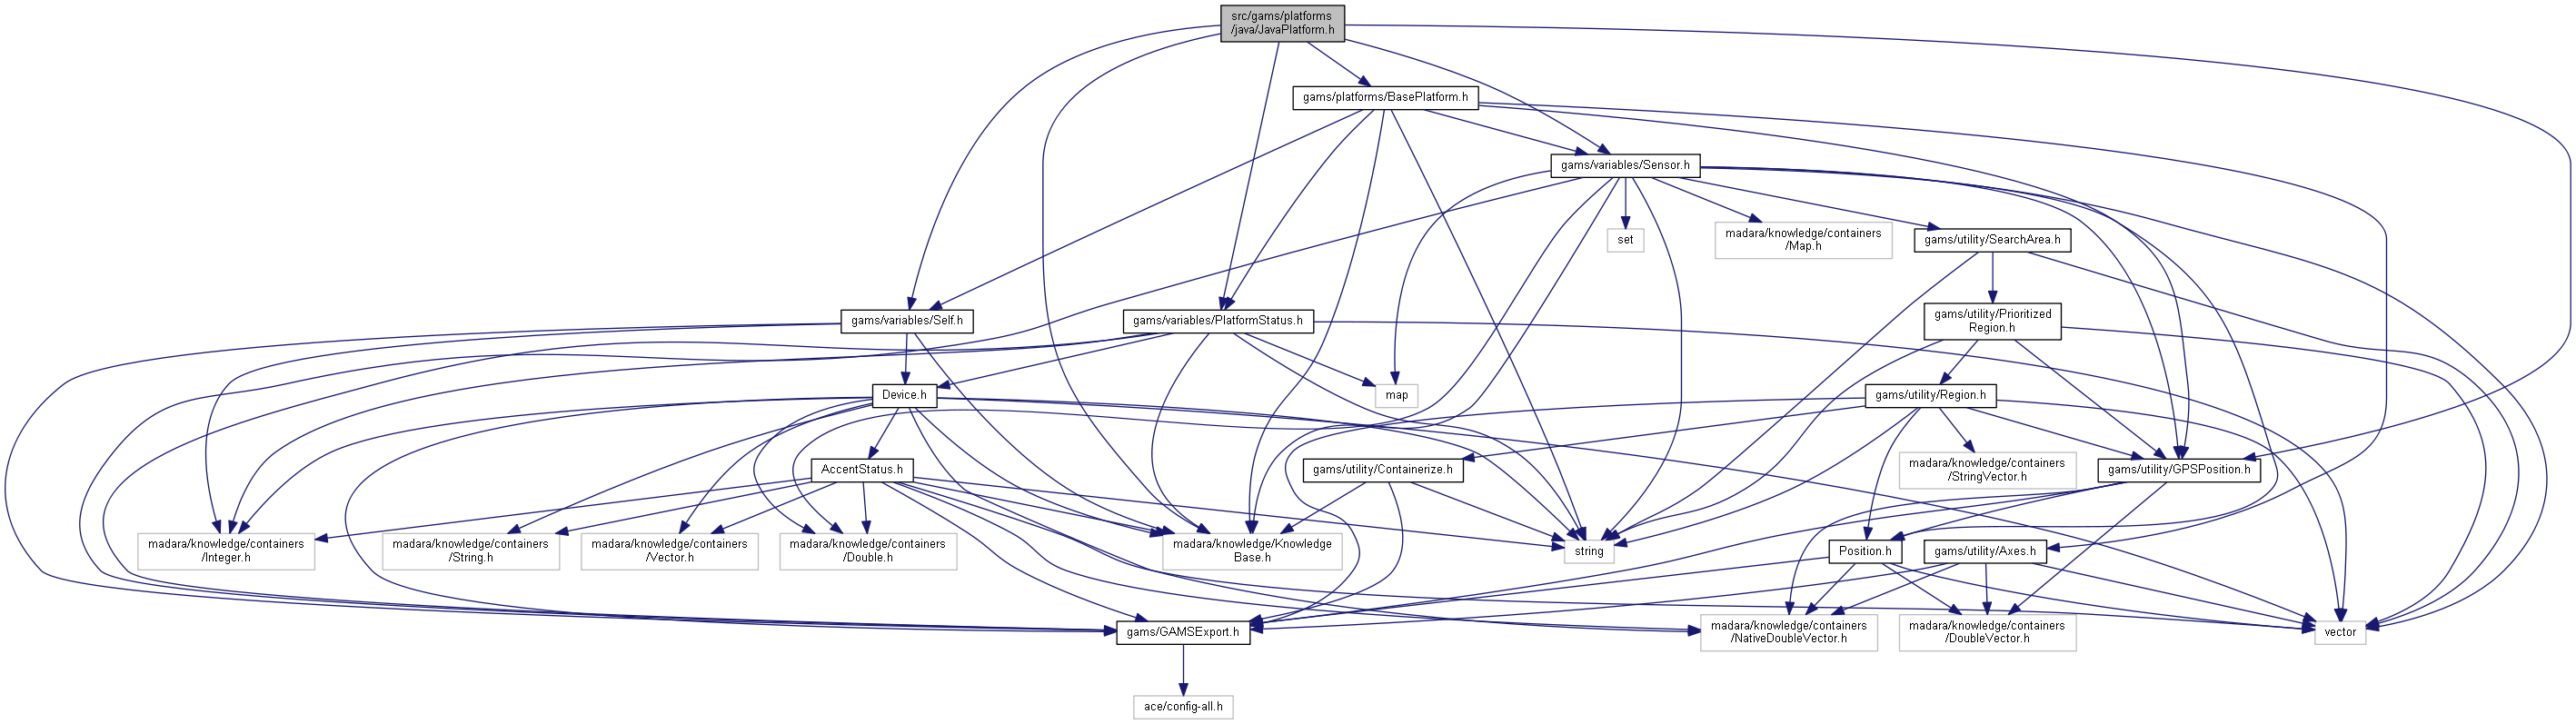 src/gams/platforms
/java/JavaPlatform.h
gams/platforms/BasePlatform.h
gams/variables/Sensor.h
set
madara/knowledge/containers
/Map.h
gams/utility/SearchArea.h
gams/variables/Self.h
gams/variables/PlatformStatus.h
gams/utility/Prioritized
Region.h
Device.h
map
gams/utility/Region.h
AccentStatus.h
gams/utility/Containerize.h
madara/knowledge/containers
/StringVector.h
gams/utility/GPSPosition.h
madara/knowledge/containers
/Integer.h
madara/knowledge/containers
/String.h
madara/knowledge/containers
/Vector.h
madara/knowledge/containers
/Double.h
madara/knowledge/Knowledge
Base.h
string
Position.h
gams/utility/Axes.h
gams/GAMSExport.h
madara/knowledge/containers
/NativeDoubleVector.h
madara/knowledge/containers
/DoubleVector.h
vector
ace/config-all.h